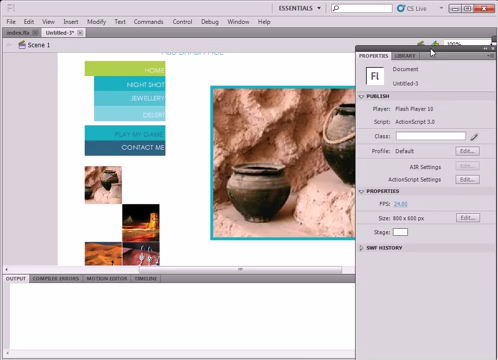 Fl
ESSENTIALS
CS Live
File Edit View Insert Modify Text Commands Control Debug Window Help
index.fla
Untitled-3*
Scene 1
100%
HOME
NIGHT SHOT
JEWELLERY
DESERT
PLAY MY GAME
CONTACT ME
PROPERTIES
LIBRARY
Fl
Document
Untitled-3
PUBLISH
Player: Flash Player 10
Script: ActionScript 3.0
Class:
Profile: Default
Edit...
AIR Settings
Edit...
ActionScript Settings
Edit...
PROPERTIES
FPS: 24.00
Size: 800 x 600 px
Edit...
Stage:
SWF HISTORY
OUTPUT
COMPILER ERRORS
MOTION EDITOR
TIMELINE